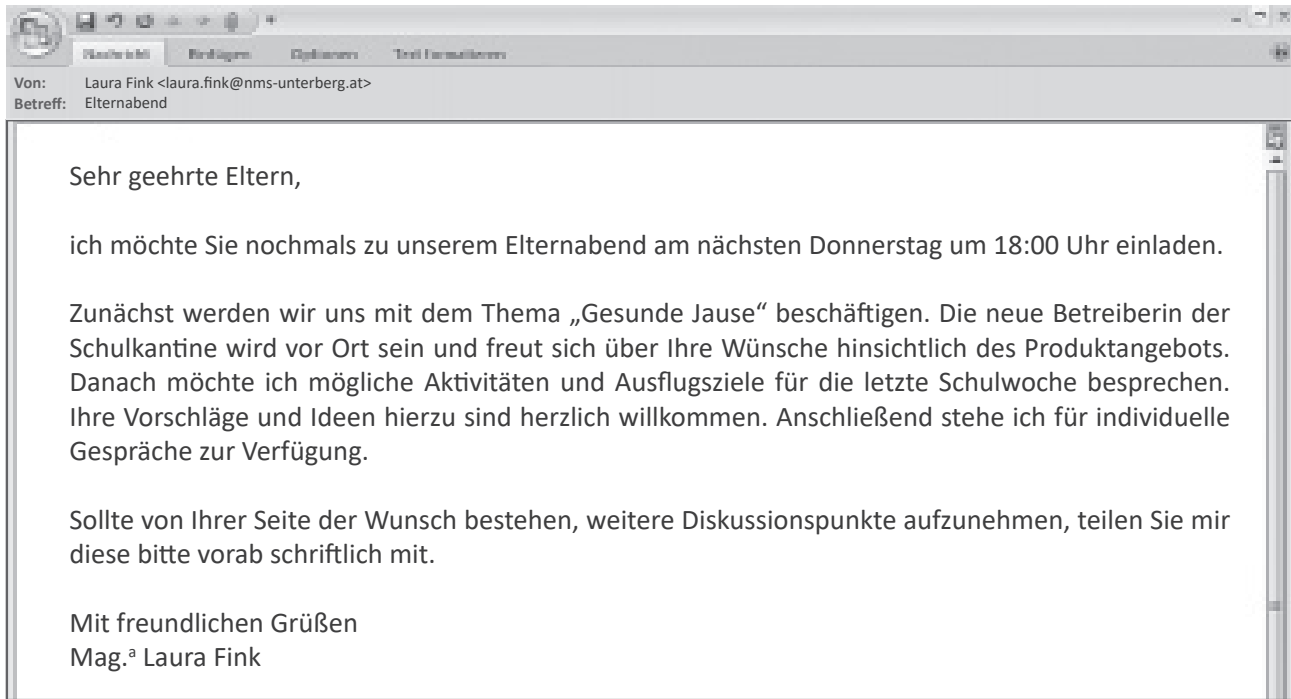 Nachricht Einfügen Optionen Text formatieren
Von: Laura Fink <laura.fink@nms-unterberg.at>
Betreff: Elternabend
Sehr geehrte Eltern,
ich möchte Sie nochmals zu unserem Elternabend am nächsten Donnerstag um 18:00 Uhr einladen.
Zunächst werden wir uns mit dem Thema „Gesunde Jause“ beschäftigen. Die neue Betreiberin der
Schulkantine wird vor Ort sein und freut sich über Ihre Wünsche hinsichtlich des Produktangebots.
Danach möchte ich mögliche Aktivitäten und Ausflugsziele für die letzte Schulwoche besprechen.
Ihre Vorschläge und Ideen hierzu sind herzlich willkommen. Anschließend stehe ich für individuelle
Gespräche zur Verfügung.
Sollte von Ihrer Seite der Wunsch bestehen, weitere Diskussionspunkte aufzunehmen, teilen Sie mir
diese bitte vorab schriftlich mit.
Mit freundlichen Grüßen
Mag.ᵃ Laura Fink